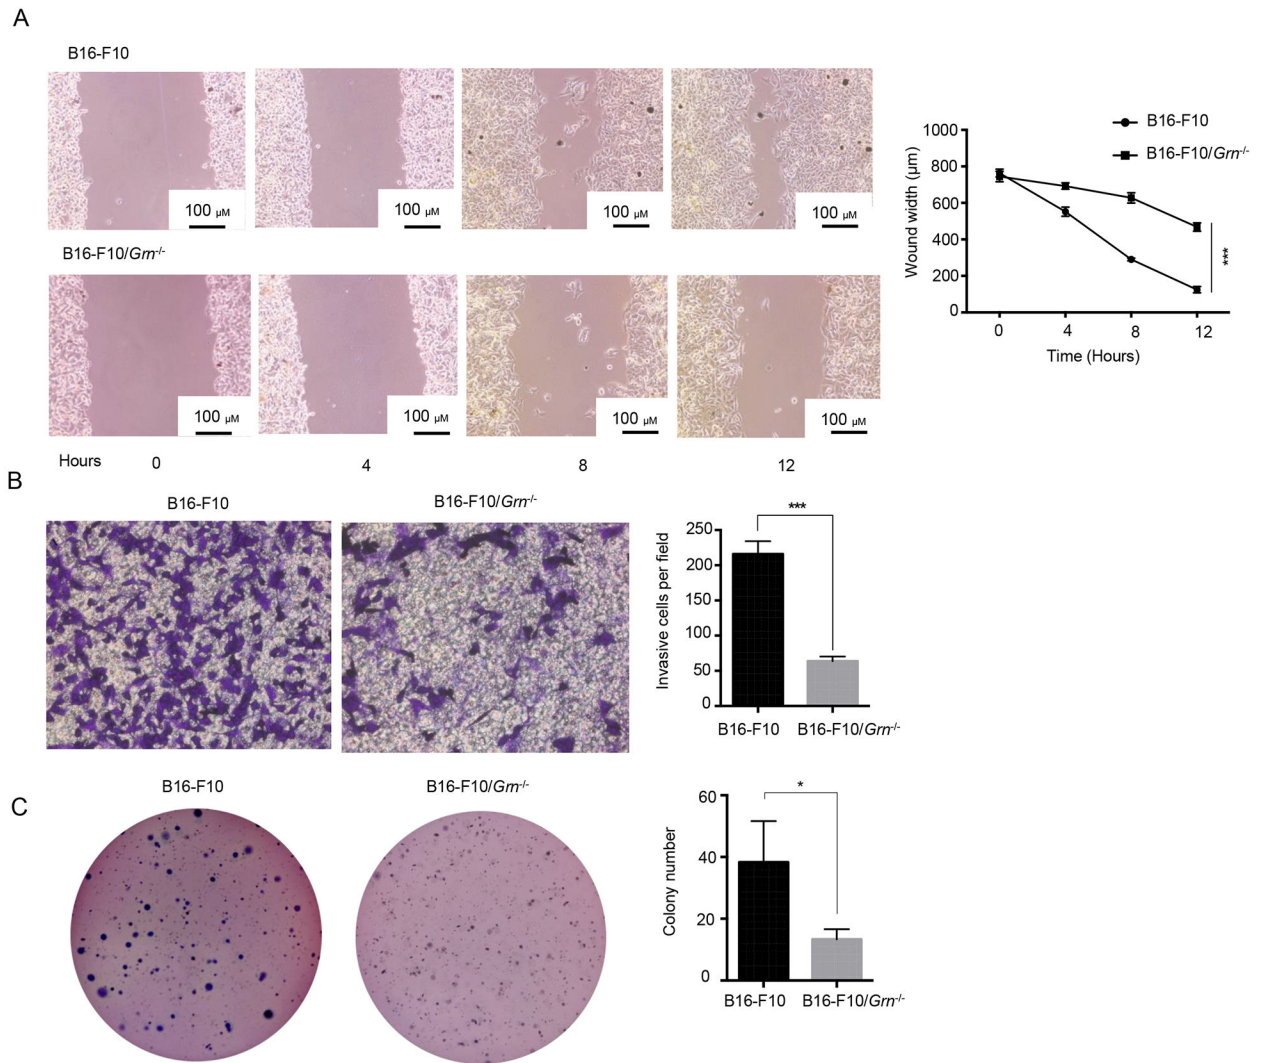 A
B16-F10
100 µM
100 µM
100 µM
100 µM
B16-F10/Grn-/-
100 µM
100 µM
100 µM
100 µM
Hours 0 4 8 12
B16-F10
B16-F10/Grn-/-
Wound width (µm)
1000
800
600
400
200
0
***
0 4 8 12
Time (Hours)
B
B16-F10
B16-F10/Grn-/-
Invasive cells per field
250
200
150
100
50
0
***
B16-F10 B16-F10/Grn-/-
C
B16-F10
B16-F10/Grn-/-
Colony number
60
40
20
0
*
B16-F10 B16-F10/Grn-/-